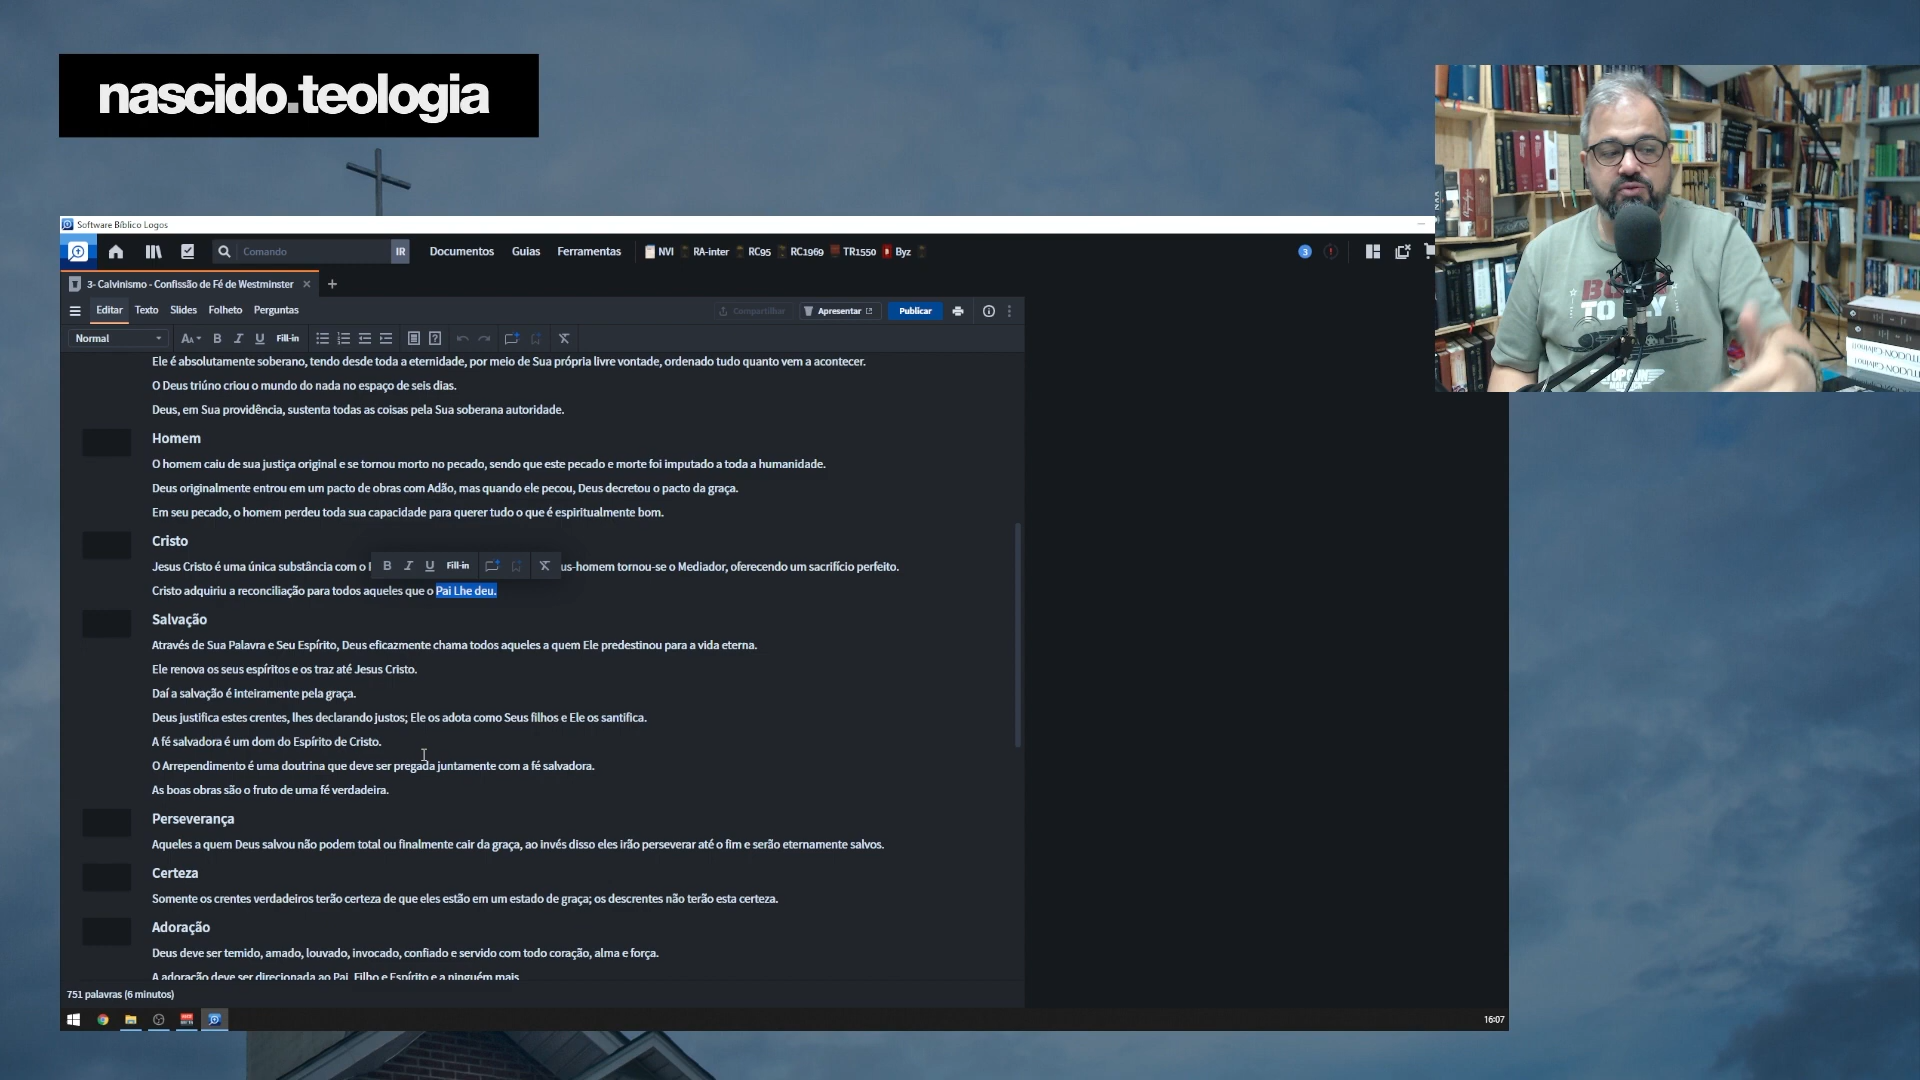 nascido.teologia
Software Bíblico Logos
Comando
IR
Documentos
Guias
Ferramentas
NVI
RA-inter
RC95
RC1969
TR1550
Byz
3
3- Calvinismo - Confissão de Fé de Westminster
Editar
Texto
Slides
Folheto
Perguntas
Compartilhar
Apresentar
Publicar
Normal
Fill-in
Ele é absolutamente soberano, tendo desde toda a eternidade, por meio de Sua própria livre vontade, ordenado tudo quanto vem a acontecer.
O Deus triúno criou o mundo do nada no espaço de seis dias.
Deus, em Sua providência, sustenta todas as coisas pela Sua soberana autoridade.
Homem
O homem caiu de sua justiça original e se tornou morto no pecado, sendo que este pecado e morte foi imputado a toda a humanidade.
Deus originalmente entrou em um pacto de obras com Adão, mas quando ele pecou, Deus decretou o pacto da graça.
Em seu pecado, o homem perdeu toda sua capacidade para querer tudo o que é espiritualmente bom.
Cristo
Fill-in
Jesus Cristo é uma única substância com o us-homem tornou-se o Mediador, oferecendo um sacrifício perfeito.
Cristo adquiriu a reconciliação para todos aqueles que o Pai Lhe deu.
Salvação
Através de Sua Palavra e Seu Espírito, Deus eficazmente chama todos aqueles a quem Ele predestinou para a vida eterna.
Ele renova os seus espíritos e os traz até Jesus Cristo.
Daí a salvação é inteiramente pela graça.
Deus justifica estes crentes, lhes declarando justos; Ele os adota como Seus filhos e Ele os santifica.
A fé salvadora é um dom do Espírito de Cristo.
O Arrependimento é uma doutrina que deve ser pregada juntamente com a fé salvadora.
As boas obras são o fruto de uma fé verdadeira.
Perseverança
Aqueles a quem Deus salvou não podem total ou finalmente cair da graça, ao invés disso eles irão perseverar até o fim e serão eternamente salvos.
Certeza
Somente os crentes verdadeiros terão certeza de que eles estão em um estado de graça; os descrentes não terão esta certeza.
Adoração
Deus deve ser temido, amado, louvado, invocado, confiado e servido com todo coração, alma e força.
A adoração deve ser direcionada ao Pai, Filho e Espírito e a ninguém mais
751 palavras (6 minutos)
16:07